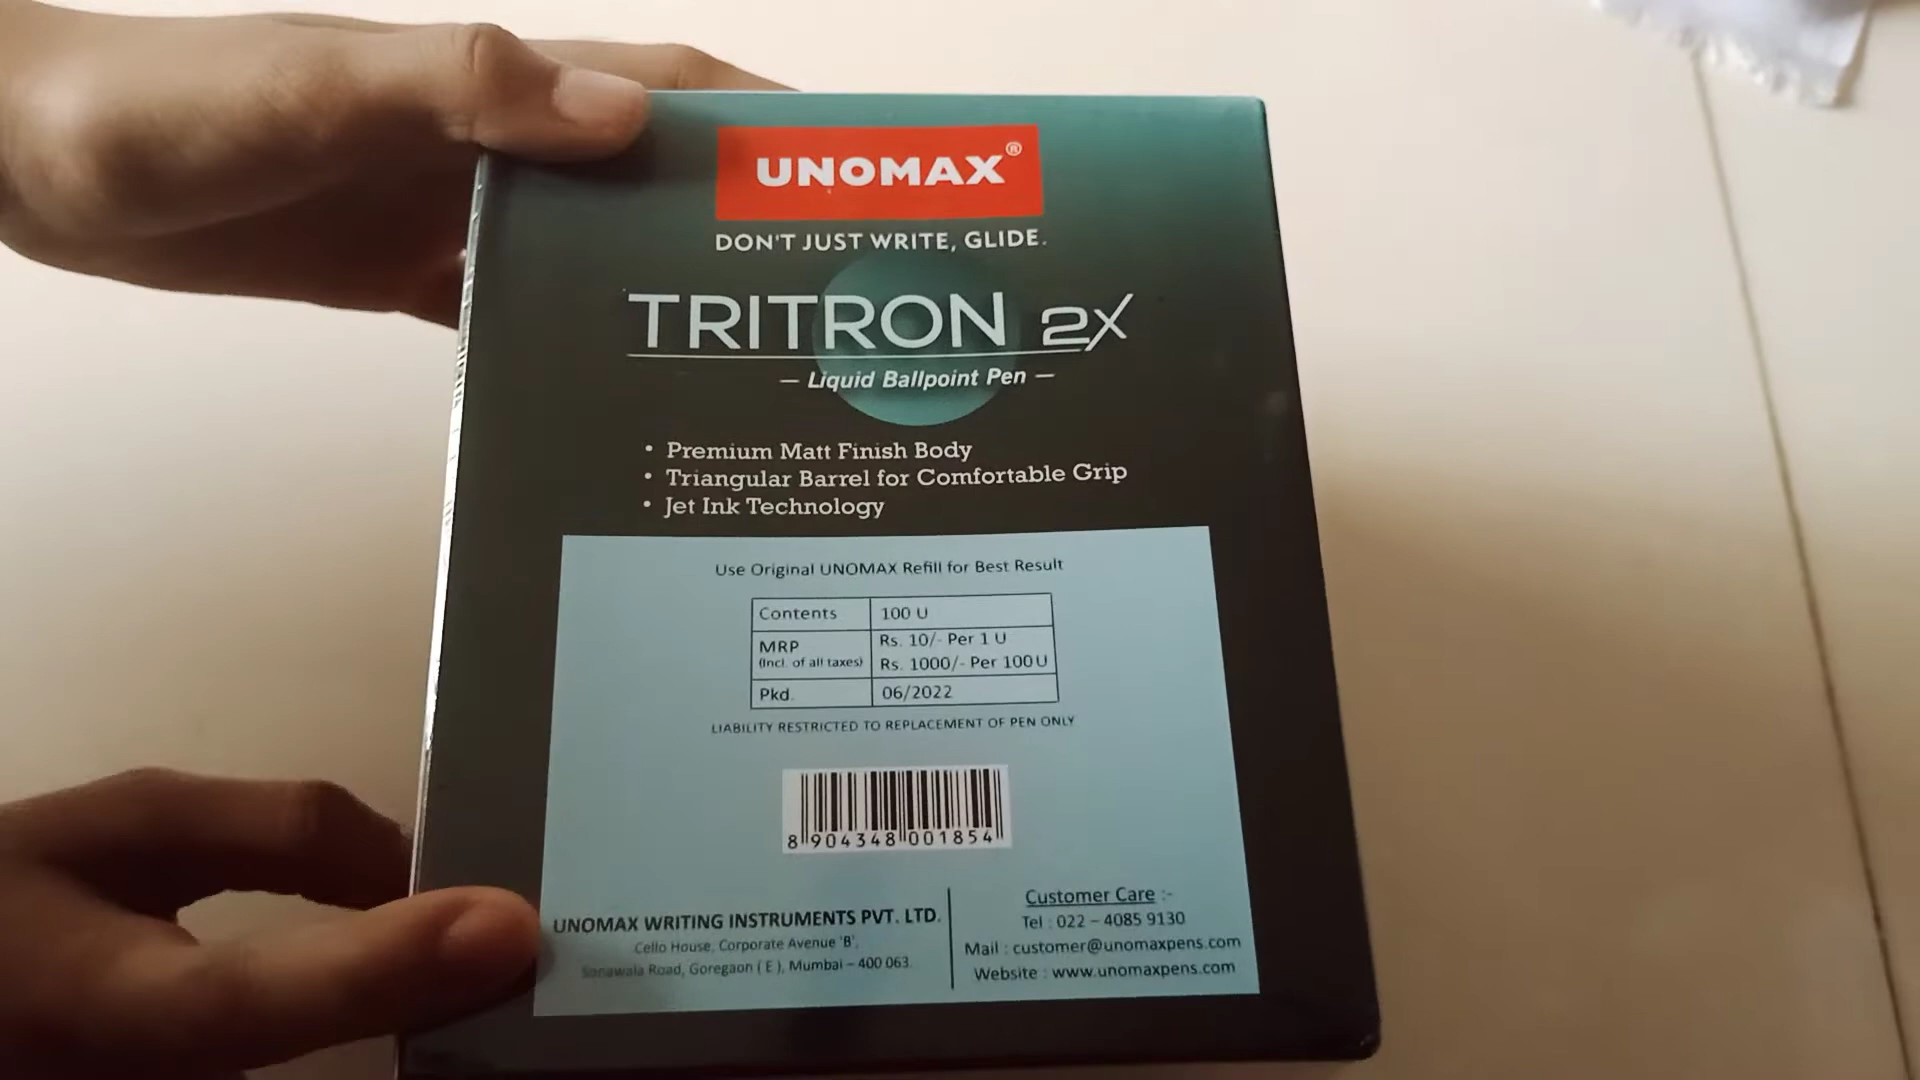 UNOMAX®
DON'T JUST WRITE, GLIDE.
TRITRON 2X
— Liquid Ballpoint Pen —
• Premium Matt Finish Body
• Triangular Barrel for Comfortable Grip
• Jet Ink Technology
Use Original UNOMAX Refill for Best Result
Contents 100 U
MRP (Incl. of all taxes) Rs. 10/- Per 1 U
Rs. 1000/- Per 100 U
Pkd. 06/2022
LIABILITY RESTRICTED TO REPLACEMENT OF PEN ONLY
8 904348 001854
UNOMAX WRITING INSTRUMENTS PVT. LTD.
Cello House, Corporate Avenue 'B',
Sonawala Road, Goregaon ( E ), Mumbai – 400 063.
Customer Care :-
Tel : 022 – 4085 9130
Mail : customer@unomaxpens.com
Website : www.unomaxpens.com